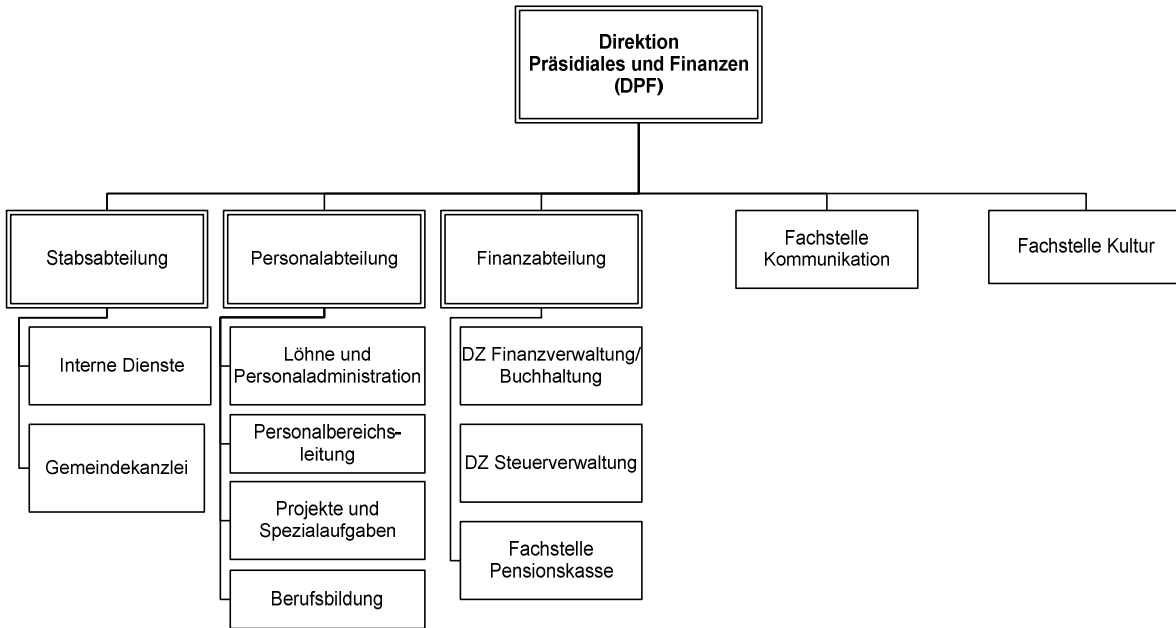 Direktion
Präsidiales und Finanzen
(DPF)
Stabsabteilung
Personalabteilung
Finanzabteilung
Fachstelle
Kommunikation
Fachstelle Kultur
Interne Dienste
Gemeindekanzlei
Löhne und
Personaladministration
Personalbereichs-
leitung
Projekte und
Spezialaufgaben
Berufsbildung
DZ Finanzverwaltung/
Buchhaltung
DZ Steuerverwaltung
Fachstelle
Pensionskasse